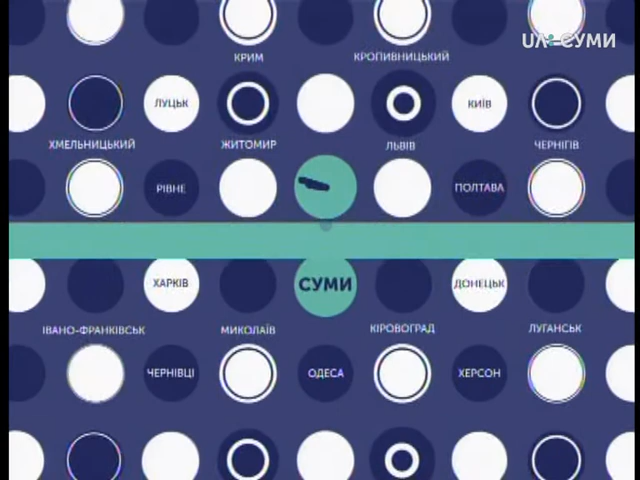 UA: СУМИ
КРИМ
КРОПИВНИЦЬКИЙ
ЛУЦЬК
КИЇВ
ХМЕЛЬНИЦЬКИЙ
ЖИТОМИР
ЛЬВІВ
ЧЕРНІГІВ
РІВНЕ
ПОЛТАВА
ХАРКІВ
СУМИ
ДОНЕЦЬК
ІВАНО-ФРАНКІВСЬК
МИКОЛАЇВ
КІРОВОГРАД
ЛУГАНСЬК
ЧЕРНІВЦІ
ОДЕСА
ХЕРСОН